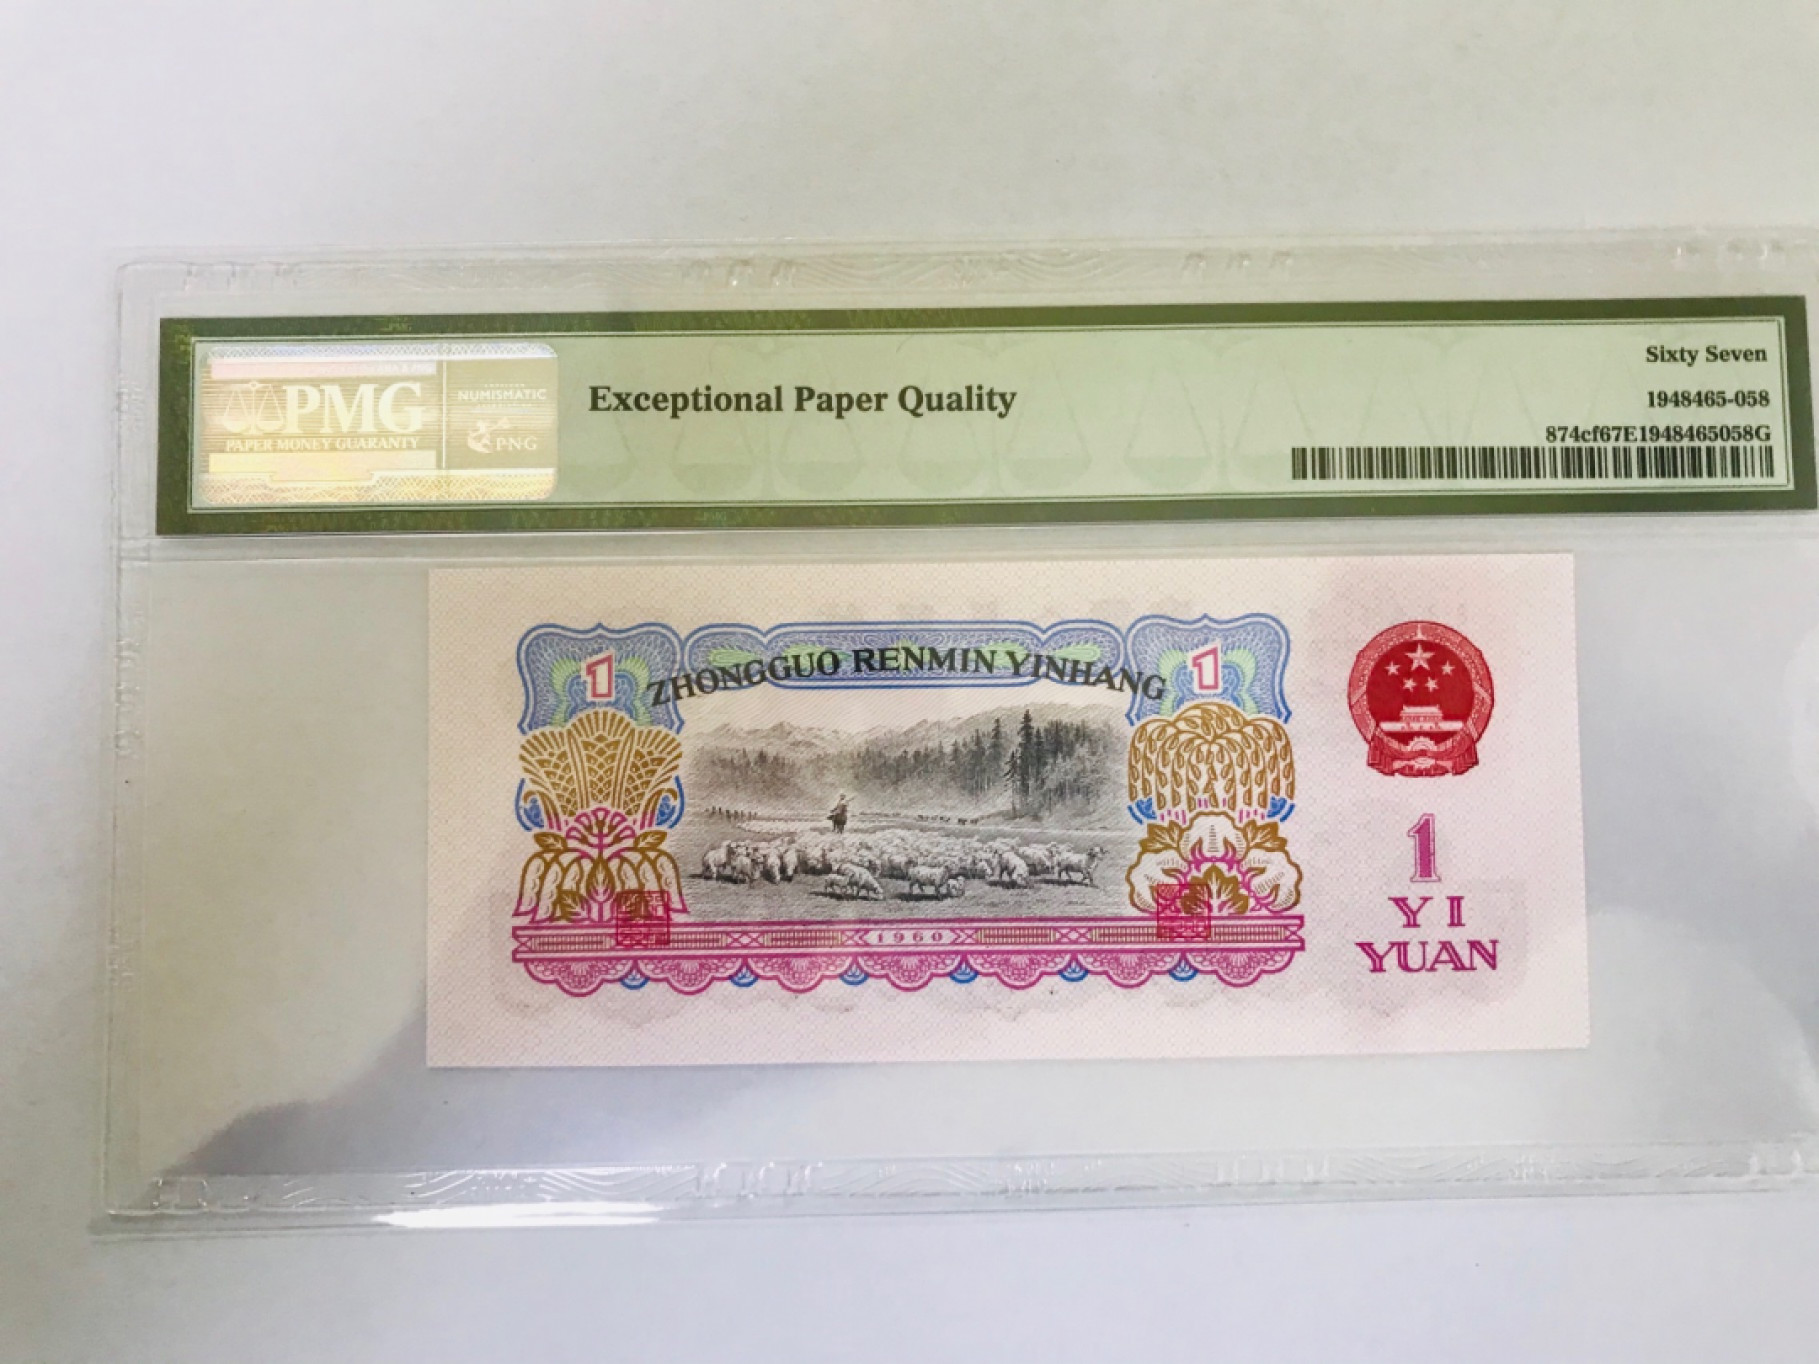 PMG
PAPER MONEY GUARANTY
NUMISMATIC
PNG
Exceptional Paper Quality
Sixty Seven
1948465-058
874cf67E1948465058G
1
ZHONGGUO RENMIN YINHANG
1
1960
1
YI
YUAN